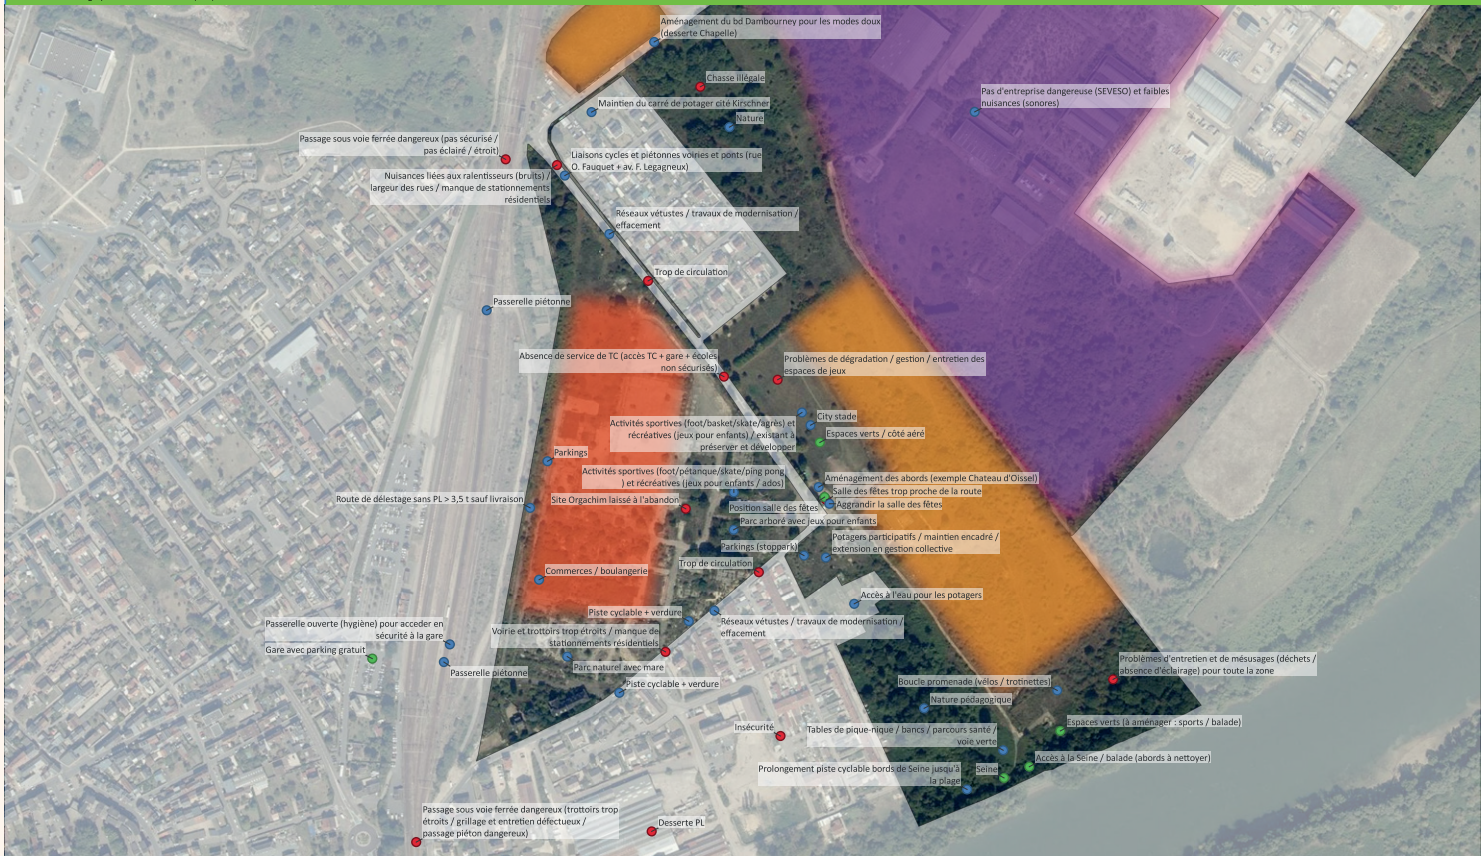 Aménagement du bd Dambourney pour les modes doux
(desserte Chapelle)
Chasse illégale
Maintien du carré de potager cité Kirschner
Nature
Pas d'entreprise dangereuse (SEVESO) et faibles
nuisances (sonores)
Passage sous voie ferrée dangereux (pas sécurisé /
pas éclairé / étroit)
Liaisons cycles et piétonnes voiries et ponts (rue
O. Fauquet + av. F. Legagneux)
Nuisances liées aux ralentisseurs (bruits) /
largeur des rues / manque de stationnements
résidentiels
Réseaux vétustes / travaux de modernisation /
effacement
Trop de circulation
Passerelle piétonne
Absence de service de TC (accès TC + gare + écoles
non sécurisés)
Problèmes de dégradation / gestion / entretien des
espaces de jeux
City stade
Activités sportives (foot/basket/skate/agrès) et
récréatives (jeux pour enfants) / existant à
préserver et développer
Espaces verts / côté aéré
Parkings
Activités sportives (foot/pétanque/skate/ping pong
) et récréatives (jeux pour enfants / ados)
Aménagement des abords (exemple Chateau d'Oissel)
Salle des fêtes trop proche de la route
Aggrandir la salle des fêtes
Route de délestage sans PL > 3,5 t sauf livraison
Site Orgachim laissé à l'abandon
Position salle des fêtes
Parc arboré avec jeux pour enfants
Parkings (stoppark)
Potagers participatifs / maintien encadré /
extension en gestion collective
Trop de circulation
Commerces / boulangerie
Accès à l'eau pour les potagers
Piste cyclable + verdure
Réseaux vétustes / travaux de modernisation /
effacement
Passerelle ouverte (hygiène) pour acceder en
sécurité à la gare
Voirie et trottoirs trop étroits / manque de
stationnements résidentiels
Gare avec parking gratuit
Parc naturel avec mare
Passerelle piétonne
Piste cyclable + verdure
Problèmes d'entretien et de mésusages (déchets /
absence d'éclairage) pour toute la zone
Boucle promenade (vélos / trotinettes)
Nature pédagogique
Espaces verts (à aménager : sports / balade)
Insécurité
Tables de pique-nique / bancs / parcours santé /
voie verte
Accès à la Seine / balade (abords à nettoyer)
Prolongement piste cyclable bords de Seine jusqu'à
la plage
Seine
Passage sous voie ferrée dangereux (trottoirs trop
étroits / grillage et entretien défectueux /
passage piéton dangereux)
Desserte PL